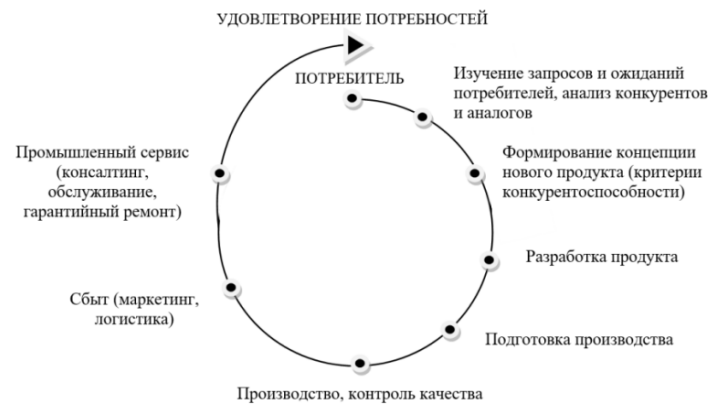 УДОВЛЕТВОРЕНИЕ ПОТРЕБНОСТЕЙ
ПОТРЕБИТЕЛЬ
Изучение запросов и ожиданий
потребителей, анализ конкурентов
и аналогов
Формирование концепции
нового продукта (критерии
конкурентоспособности)
Разработка продукта
Подготовка производства
Производство, контроль качества
Сбыт (маркетинг,
логистика)
Промышленный сервис
(консалтинг,
обслуживание,
гарантийный ремонт)